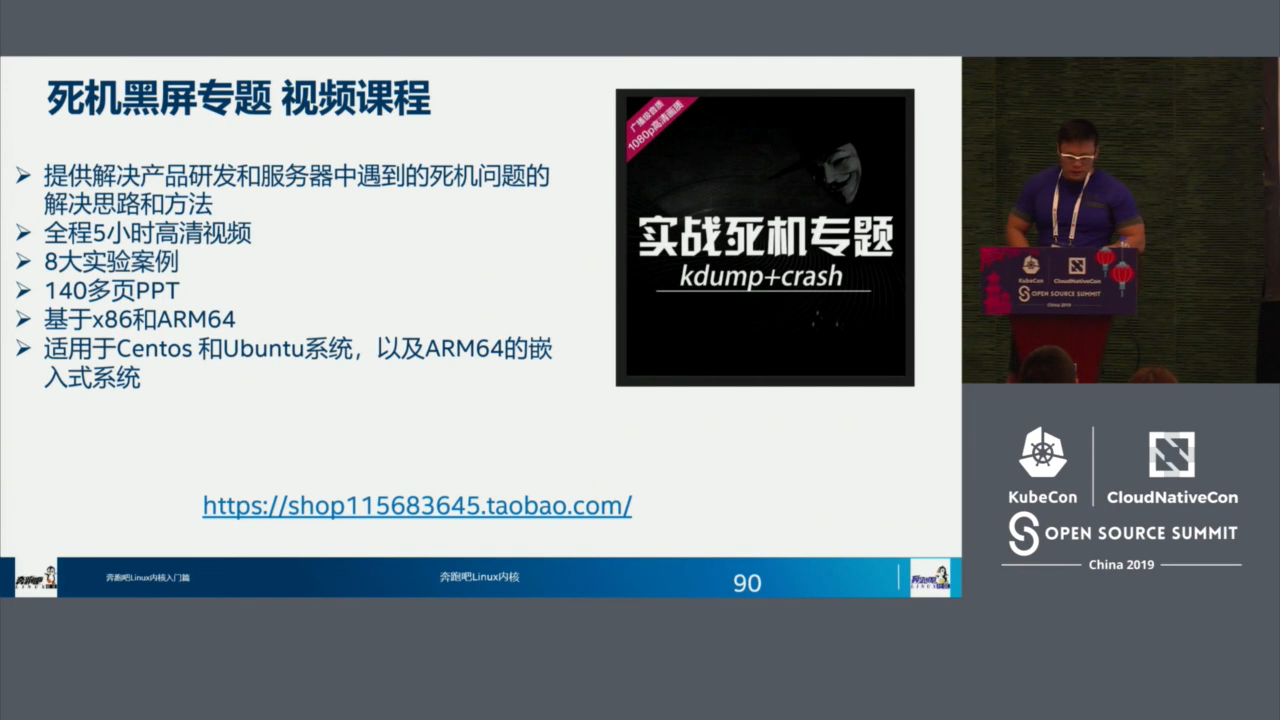 死机黑屏专题 视频课程
提供解决产品研发和服务器中遇到的死机问题的
解决思路和方法
全程5小时高清视频
8大实验案例
140多页PPT
基于x86和ARM64
适用于Centos 和Ubuntu系统，以及ARM64的嵌
入式系统
广播级音质
1080p高清画质
实战死机专题
kdump+crash
https://shop115683645.taobao.com/
奔跑吧
LINUX
奔跑吧Linux内核入门篇
奔跑吧Linux内核
90
KubeCon
CloudNativeCon
OPEN SOURCE SUMMIT
China 2019
KubeCon
CloudNativeCon
OPEN SOURCE SUMMIT
China 2019